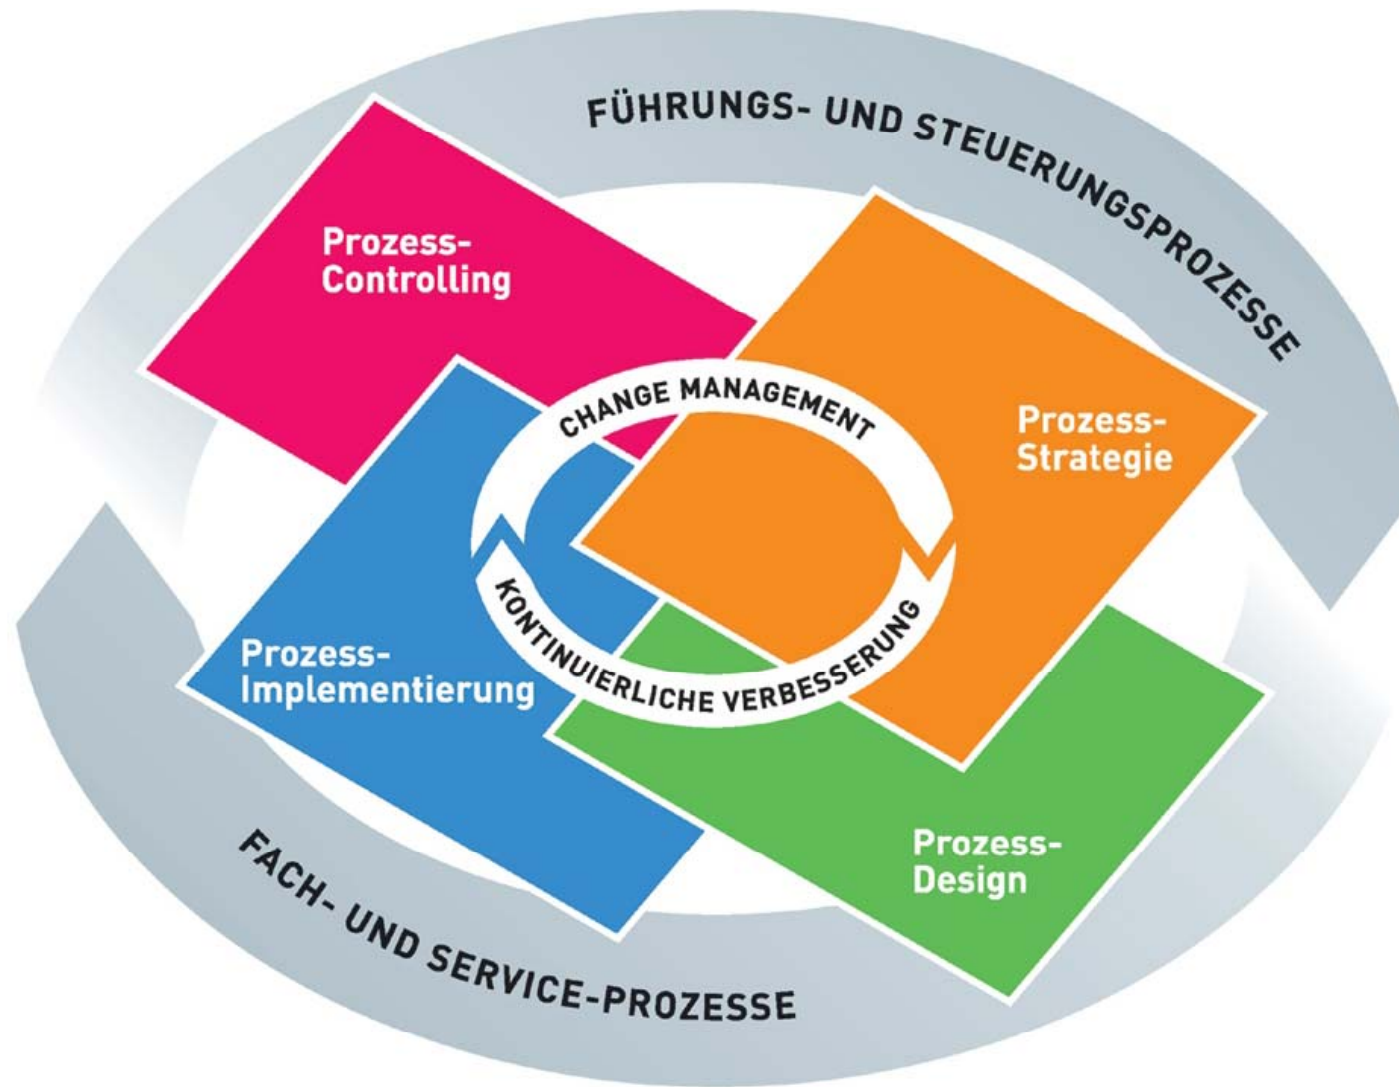 FÜHRUNGS- UND STEUERUNGSPROZESSE
Prozess-
Controlling
CHANGE MANAGEMENT
Prozess-
Strategie
Prozess-
Implementierung
KONTINUIERLICHE VERBESSERUNG
Prozess-
Design
FACH- UND SERVICE-PROZESSE